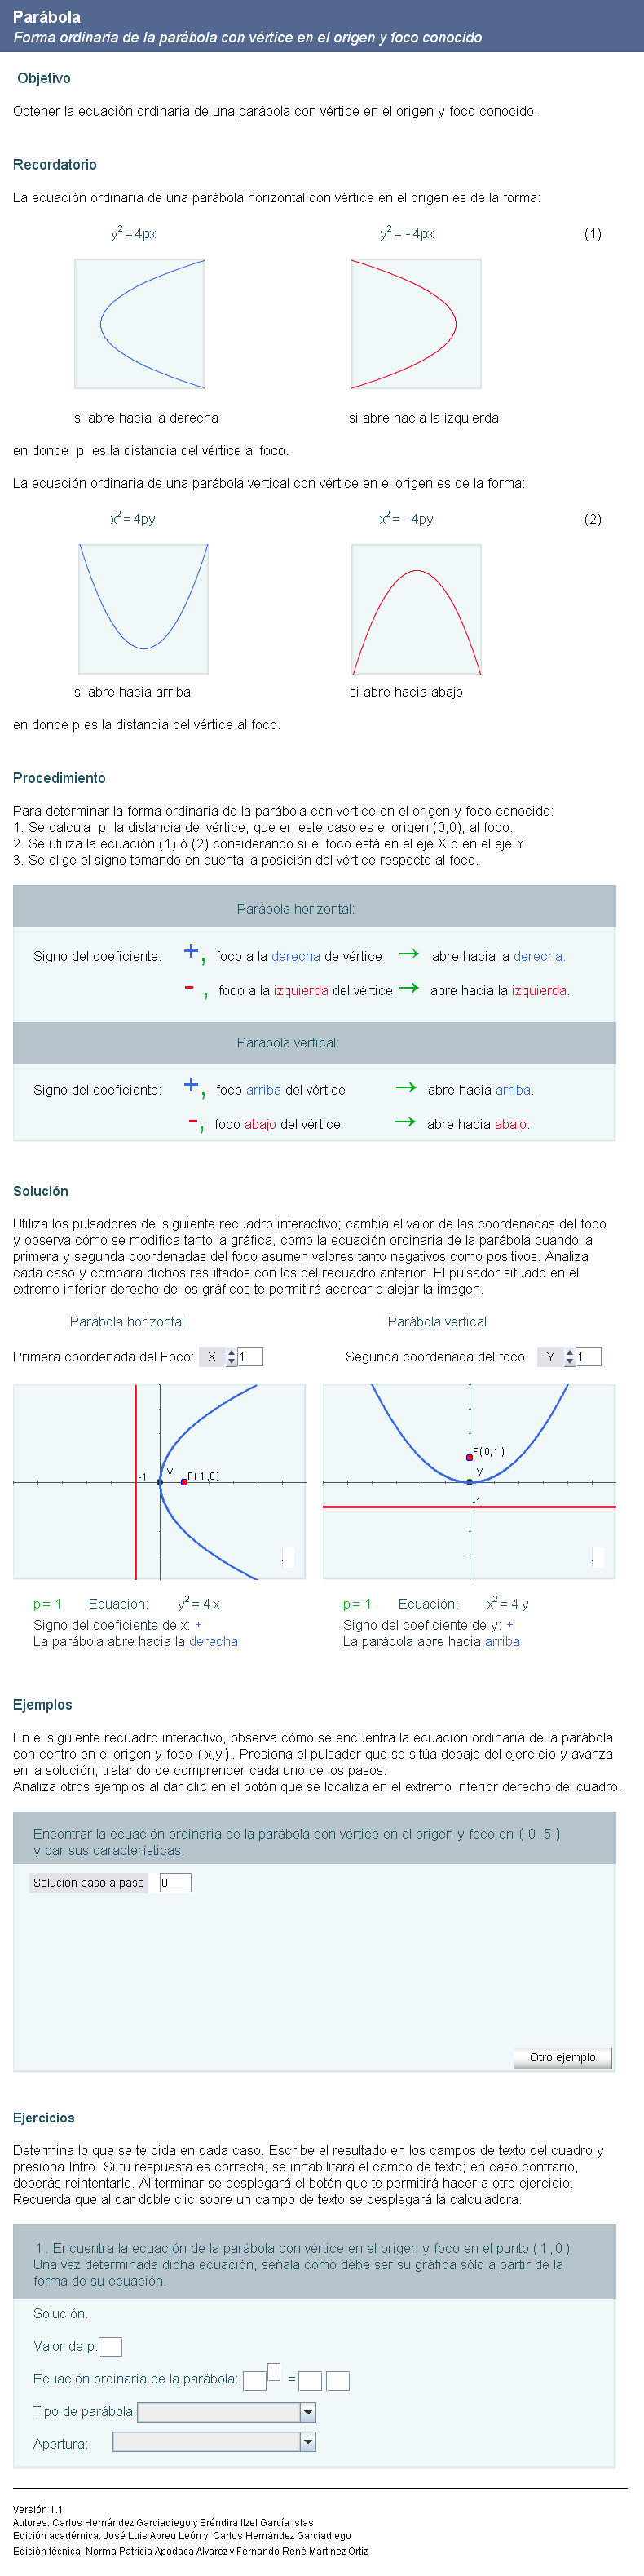 Parábola
Forma ordinaria de la parábola con vértice en el origen y foco conocido
Objetivo
Obtener la ecuación ordinaria de una parábola con vértice en el origen y foco conocido.
Recordatorio
La ecuación ordinaria de una parábola horizontal con vértice en el origen es de la forma:
y² = 4px y² = - 4px (1)
si abre hacia la derecha si abre hacia la izquierda
en donde p es la distancia del vértice al foco.
La ecuación ordinaria de una parábola vertical con vértice en el origen es de la forma:
x² = 4py x² = - 4py (2)
si abre hacia arriba si abre hacia abajo
en donde p es la distancia del vértice al foco.
Procedimiento
Para determinar la forma ordinaria de la parábola con vertice en el origen y foco conocido:
1. Se calcula p, la distancia del vértice, que en este caso es el origen (0,0), al foco.
2. Se utiliza la ecuación (1) ó (2) considerando si el foco está en el eje X o en el eje Y.
3. Se elige el signo tomando en cuenta la posición del vértice respecto al foco.
Parábola horizontal:
Signo del coeficiente: +, foco a la derecha de vértice → abre hacia la derecha.
- , foco a la izquierda del vértice → abre hacia la izquierda.
Parábola vertical:
Signo del coeficiente: +, foco arriba del vértice → abre hacia arriba.
-, foco abajo del vértice → abre hacia abajo.
Solución
Utiliza los pulsadores del siguiente recuadro interactivo; cambia el valor de las coordenadas del foco
y observa cómo se modifica tanto la gráfica, como la ecuación ordinaria de la parábola cuando la
primera y segunda coordenadas del foco asumen valores tanto negativos como positivos. Analiza
cada caso y compara dichos resultados con los del recuadro anterior. El pulsador situado en el
extremo inferior derecho de los gráficos te permitirá acercar o alejar la imagen.
Parábola horizontal Parábola vertical
Primera coordenada del Foco: X 1 Segunda coordenada del foco: Y 1
-1 V F(1,0)
F(0,1) V -1
p= 1 Ecuación: y² = 4 x p= 1 Ecuación: x² = 4 y
Signo del coeficiente de x: + Signo del coeficiente de y: +
La parábola abre hacia la derecha La parábola abre hacia arriba
Ejemplos
En el siguiente recuadro interactivo, observa cómo se encuentra la ecuación ordinaria de la parábola
con centro en el origen y foco (x,y). Presiona el pulsador que se sitúa debajo del ejercicio y avanza
en la solución, tratando de comprender cada uno de los pasos.
Analiza otros ejemplos al dar clic en el botón que se localiza en el extremo inferior derecho del cuadro.
Encontrar la ecuación ordinaria de la parábola con vértice en el origen y foco en ( 0,5 )
y dar sus características.
Solución paso a paso 0
Otro ejemplo
Ejercicios
Determina lo que se te pida en cada caso. Escribe el resultado en los campos de texto del cuadro y
presiona Intro. Si tu respuesta es correcta, se inhabilitará el campo de texto; en caso contrario,
deberás reintentarlo. Al terminar se desplegará el botón que te permitirá hacer a otro ejercicio.
Recuerda que al dar doble clic sobre un campo de texto se desplegará la calculadora.
1. Encuentra la ecuación de la parábola con vértice en el origen y foco en el punto (1,0)
Una vez determinada dicha ecuación, señala cómo debe ser su gráfica sólo a partir de la
forma de su ecuación.
Solución.
Valor de p:
Ecuación ordinaria de la parábola: =
Tipo de parábola:
Apertura:
Versión 1.1
Autores: Carlos Hernández Garciadiego y Eréndira Itzel García Islas
Edición académica: José Luis Abreu León y Carlos Hernández Garciadiego
Edición técnica: Norma Patricia Apodaca Alvarez y Fernando René Martínez Ortiz